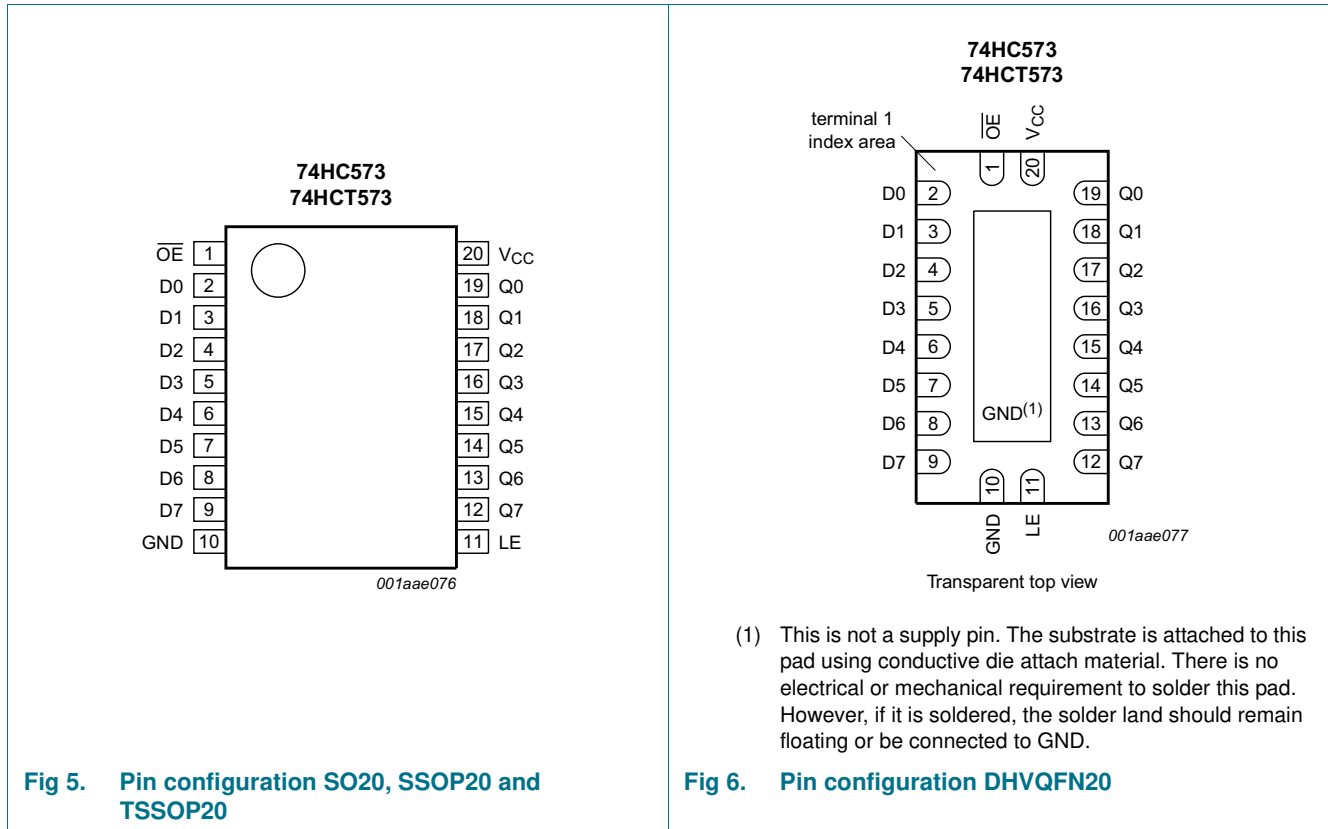 74HC573
74HCT573
OE 1
D0 2
D1 3
D2 4
D3 5
D4 6
D5 7
D6 8
D7 9
GND 10
20 VCC
19 Q0
18 Q1
17 Q2
16 Q3
15 Q4
14 Q5
13 Q6
12 Q7
11 LE
001aae076
Fig 5. Pin configuration SO20, SSOP20 and
TSSOP20
74HC573
74HCT573
terminal 1
index area
OE
VCC
1
20
D0 2
D1 3
D2 4
D3 5
D4 6
D5 7
D6 8
D7 9
19 Q0
18 Q1
17 Q2
16 Q3
15 Q4
14 Q5
13 Q6
12 Q7
GND(1)
10
11
GND
LE
001aae077
Transparent top view
(1) This is not a supply pin. The substrate is attached to this
pad using conductive die attach material. There is no
electrical or mechanical requirement to solder this pad.
However, if it is soldered, the solder land should remain
floating or be connected to GND.
Fig 6. Pin configuration DHVQFN20